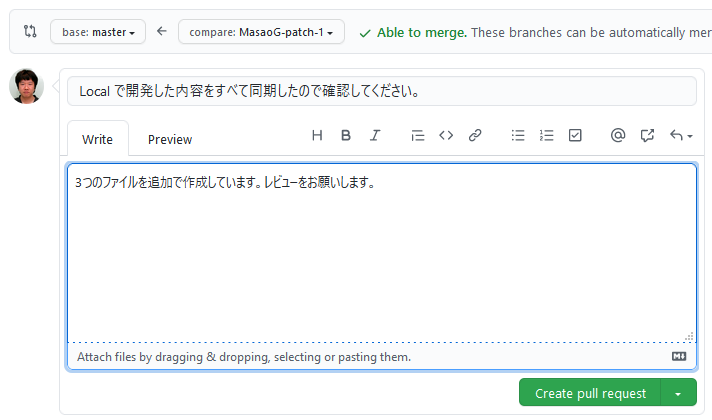 base: master compare: MasaoG-patch-1 Able to merge. These branches can be automatically mer
Local で開発した内容をすべて同期したので確認してください。
Write Preview H B I
3つのファイルを追加で作成しています。レビューをお願いします。
Attach files by dragging & dropping, selecting or pasting them.
Create pull request